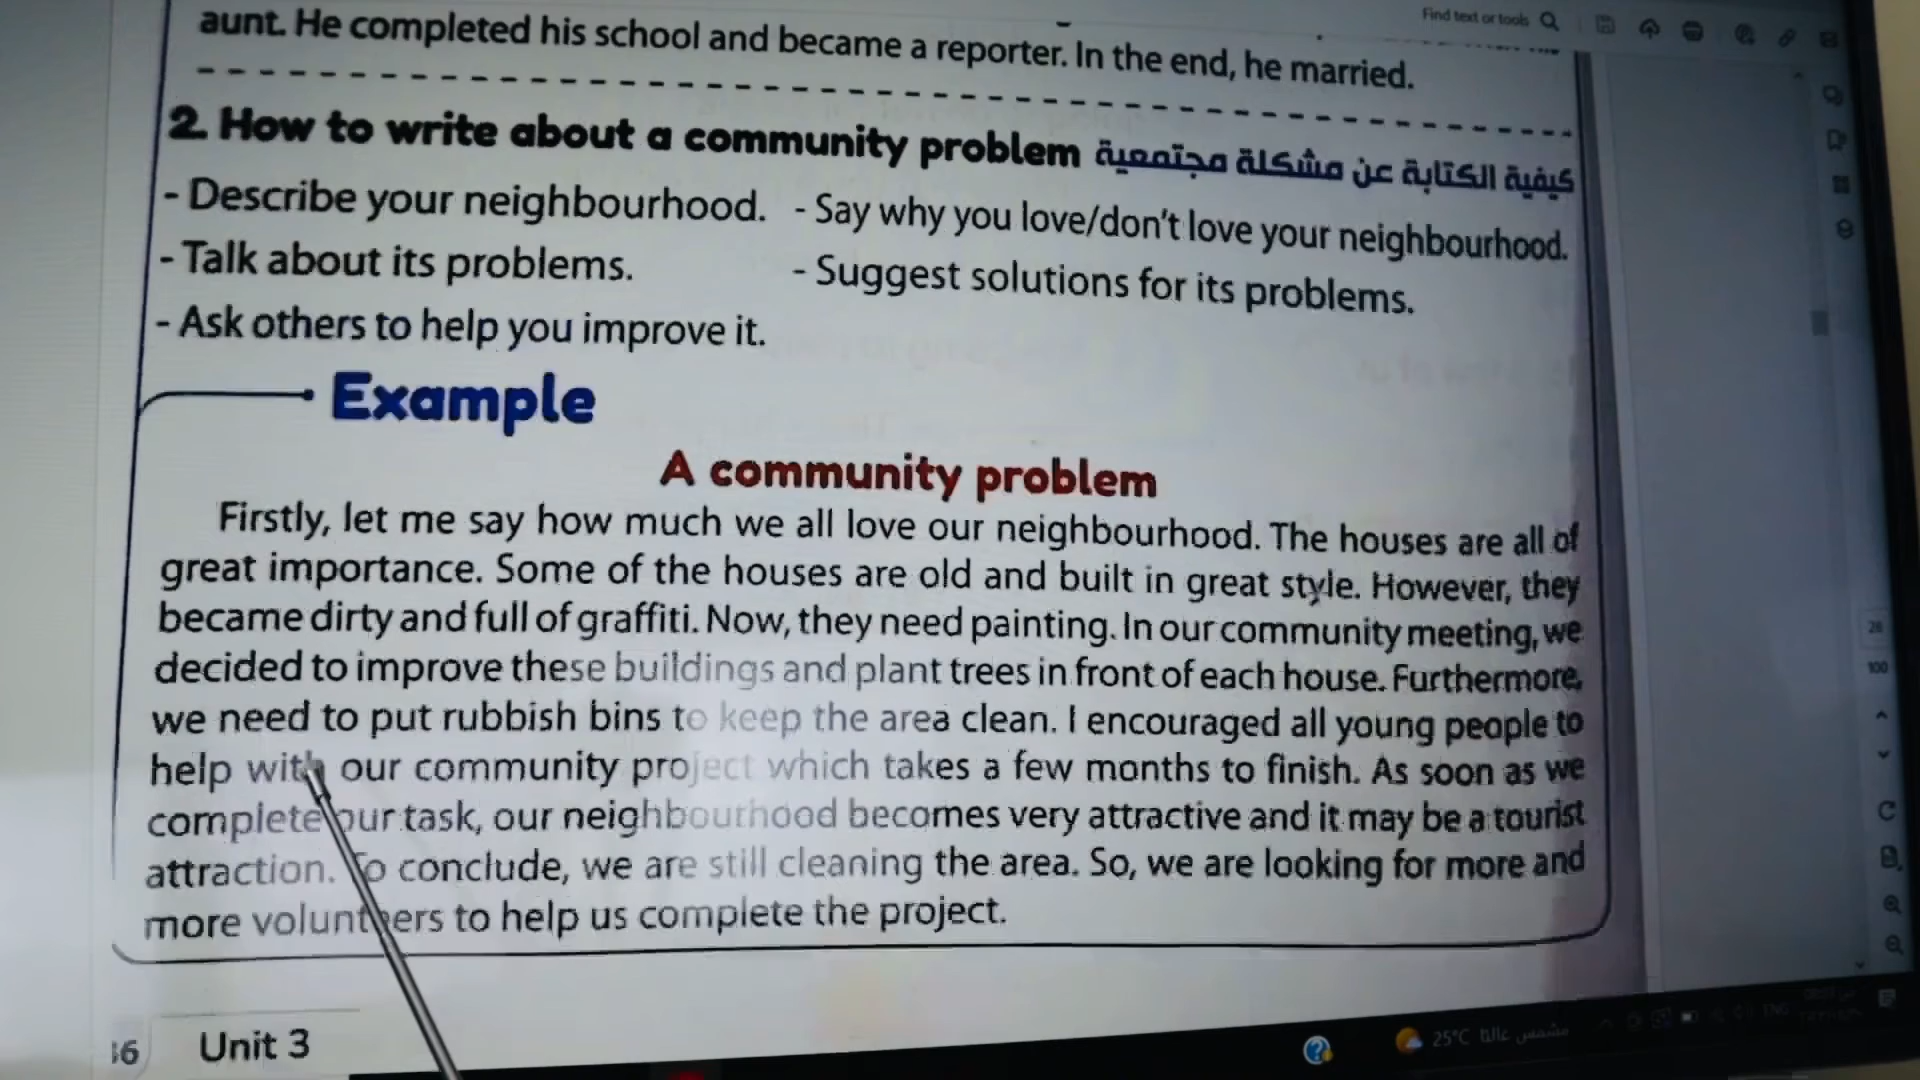 Find text or tools
aunt. He completed his school and became a reporter. In the end, he married.
2. How to write about a community problem كيفية الكتابة عن مشكلة مجتمعية
- Describe your neighbourhood. - Say why you love/don't love your neighbourhood.
- Talk about its problems. - Suggest solutions for its problems.
- Ask others to help you improve it.
Example
A community problem
Firstly, let me say how much we all love our neighbourhood. The houses are all of
great importance. Some of the houses are old and built in great style. However, they
became dirty and full of graffiti. Now, they need painting. In our community meeting, we
decided to improve these buildings and plant trees in front of each house. Furthermore,
we need to put rubbish bins to keep the area clean. I encouraged all young people to
help with our community project which takes a few months to finish. As soon as we
complete our task, our neighbourhood becomes very attractive and it may be a tourist
attraction. To conclude, we are still cleaning the area. So, we are looking for more and
more volunteers to help us complete the project.
Unit 3
26
100
25°C مشمس غالبا
ENG